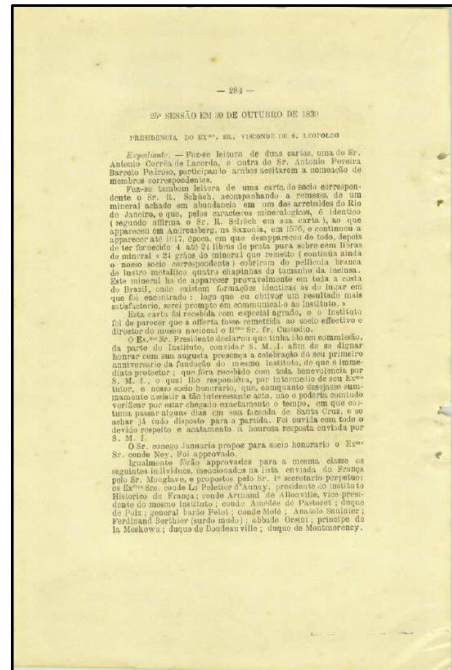 — 284 —
25ª SESSÃO EM 30 DE OUTUBRO DE 1839
PRESIDENCIA DO EXmo. SR. VISCONDE DE S. LEOPOLDO
Expediente. — Fez-se leitura de duas cartas, uma do Sr.
Antonio Corrêa de Lacerda, e outra do Sr. Antonio Pereira
Barreto Pedroso, participando ambos aceitarem a nomeação de
membros correspondentes.
Fez-se tambem leitura de uma carta do socio correspon-
dente o Sr. R. Schüch, acompanhando a remessa de um
mineral achado em abundancia em um dos arrebaldes do Rio
de Janeiro, e que, pelos caracteres mineralogicos, é identico
( segundo affirma o Sr. R. Schüch em sua carta ), ao que
appareceu em Andreasberg, na Saxonia, em 1576, e continuou a
apparecer até 1617, época, em que desappareceu de todo, depois
de ter fornecido 4 até 24 libras de prata pura sobre cem libras
do mineral « 24 grãos do mineral que remetto ( continúa ainda
o nosso socio correspondente ) cobriram de pellicula branca
de lustro metallico quatro chapinhas do tamanho da inclusa.
Este mineral ha de apparecer provavelmente em toda a costa
do Brazil, onde existem formações identicas ás do lugar em
que foi encontrado : logo que eu obtiver um resultado mais
satisfactorio, serei prompto em communical-o ao Instituto. »
Esta carta foi recebida com especial agrado, e o Instituto
foi de parecer que a offerta fosse remettida ao socio effectivo e
director do museu nacional o Rmo Sr. fr. Custodio.
O Ex.mo Sr. Presidente declarou que tinha ido em commissão,
da parte do Instituto, convidar S. M. I. afim de se dignar
honrar com sua augusta presença a celebração do seu primeiro
anniversario da fundação do mesmo Instituto, de que é imme-
diato protector ; que fôra recebido com toda benevolencia por
S. M. I., o qual lhe respondêra, por intermedio de seu Exmo
tutor, e nosso socio honorario, que, comquanto desejasse sum-
mamente assistir a tão interessante acto, não o poderia comtudo
verificar por estar chegado exactamente o tempo, em que cos-
tuma passar alguns dias em sua fazenda de Santa Cruz, e se
achar já tudo disposto para a partida. Foi ouvida com todo o
devido respeito e acatamento a honrosa resposta enviada por
S. M. I.
O Sr. conego Januario propoz para socio honorario o Exmo
Sr. conde Ney. Foi approvado.
Igualmente fôrão approvados para a mesma classe os
seguintes individuos, mencionados na lista enviada de França
pelo Sr. Monglave, e propostos pelo Sr. 1º secretario perpetuo:
os Exmos Srs. conde Le Peletier d'Aunay, presidente do instituto
Historico de França ; conde Armand de Allonville, vice-presi-
dente do mesmo Instituto ; conde Amédée de Pastoret ; duque
de Poix ; general barão Pelet ; conde Molé ; Anatole Saulnier ;
Ferdinand Berthier (surdo mudo) ; abbade Orsini ; principe de
la Moskowa ; duque de Doudeauville ; duque de Montmorency.